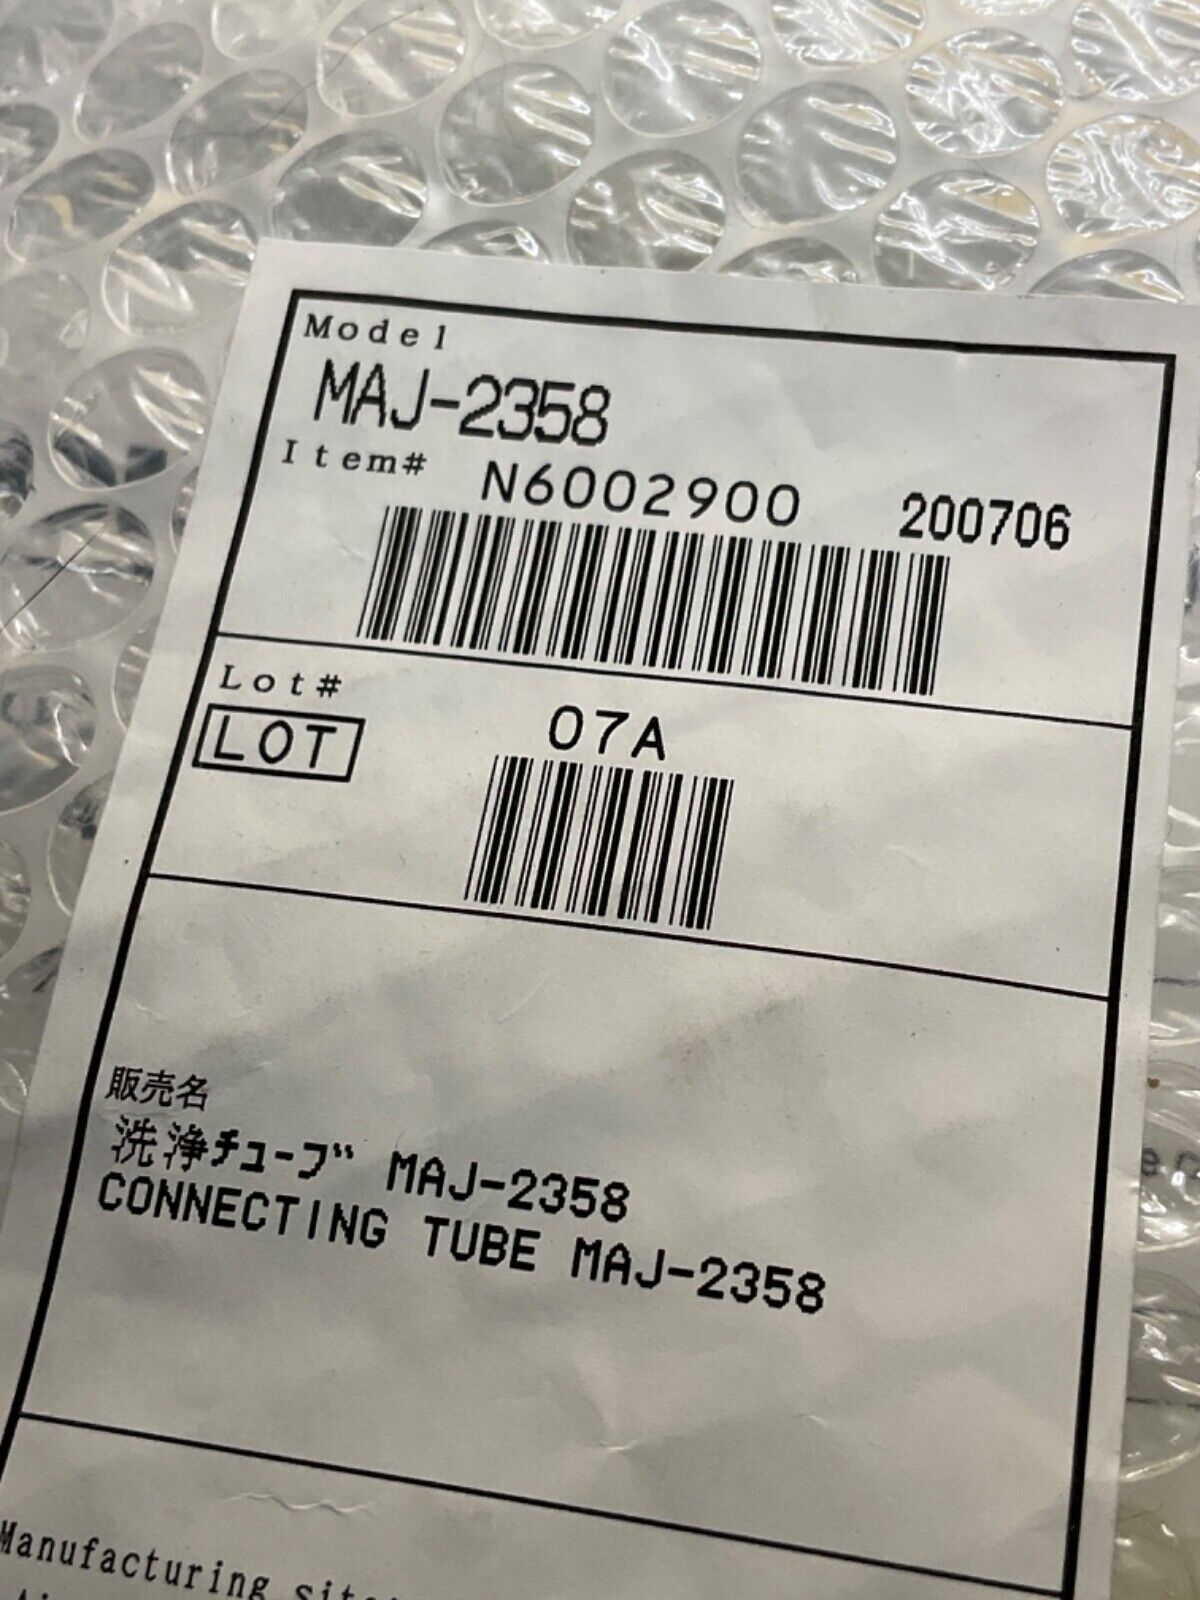 Model
MAJ-2358
Item# N6002900 200706
Lot# 07A
LOT
販売名
洗浄チューブ MAJ-2358
CONNECTING TUBE MAJ-2358
Manufacturing site